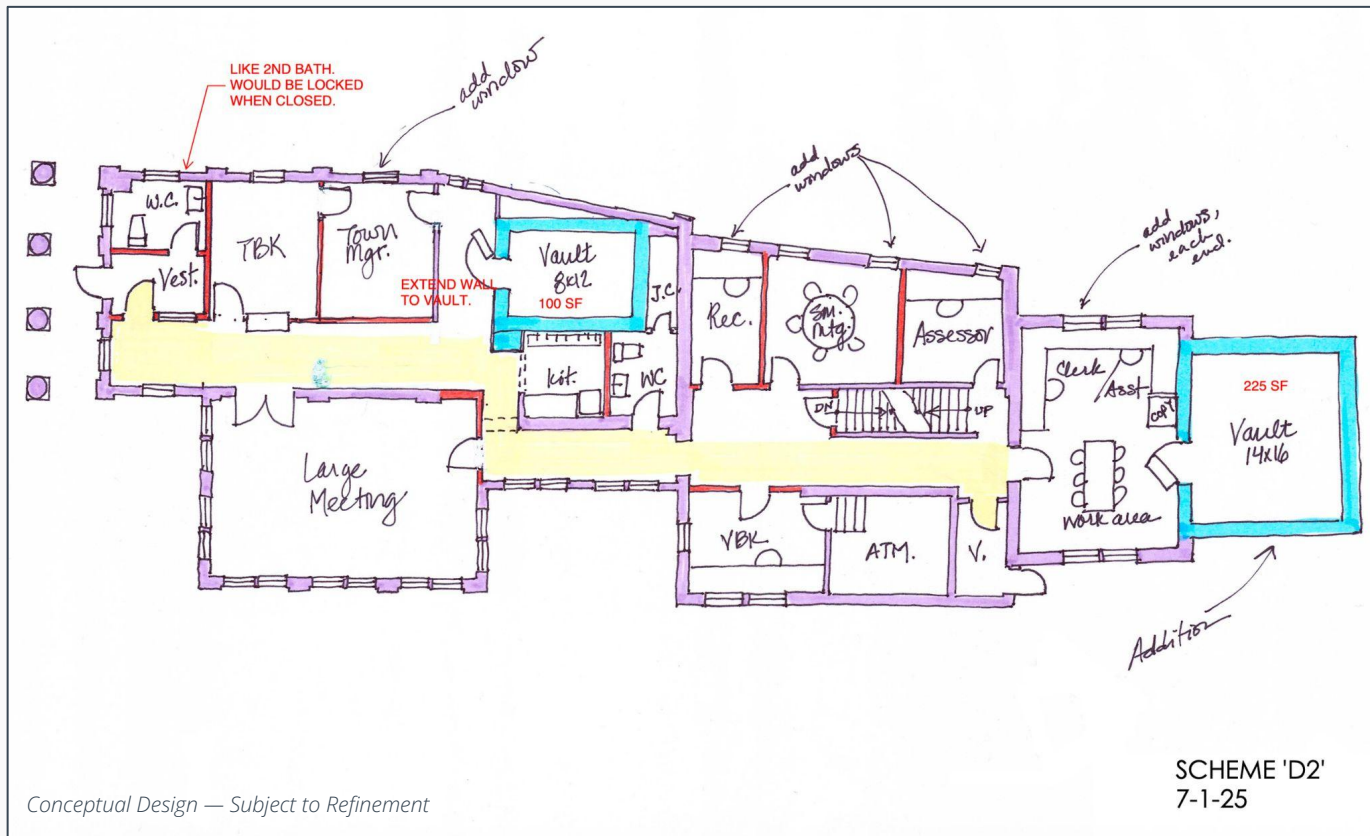 LIKE 2ND BATH.
WOULD BE LOCKED
WHEN CLOSED.
add
window
add
windows
add
windows,
each
end.
W.C.
TBK
Town
Mgr.
Vest.
EXTEND WALL
TO VAULT.
Vault
8x12
100 SF
J.C.
Kit.
WC
Rec.
Sm.
Mtg.
Assessor
DN
UP
Clerk
Asst
COPY
225 SF
Vault
14x16
Work area
Large
Meeting
VBK
ATM.
V.
Addition
SCHEME 'D2'
7-1-25
Conceptual Design — Subject to Refinement